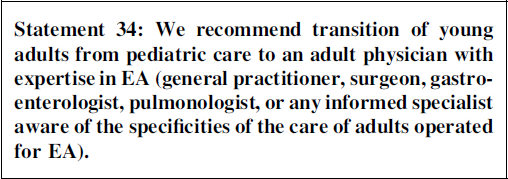 Statement 34: We recommend transition of young
adults from pediatric care to an adult physician with
expertise in EA (general practitioner, surgeon, gastro-
enterologist, pulmonologist, or any informed specialist
aware of the specificities of the care of adults operated
for EA).